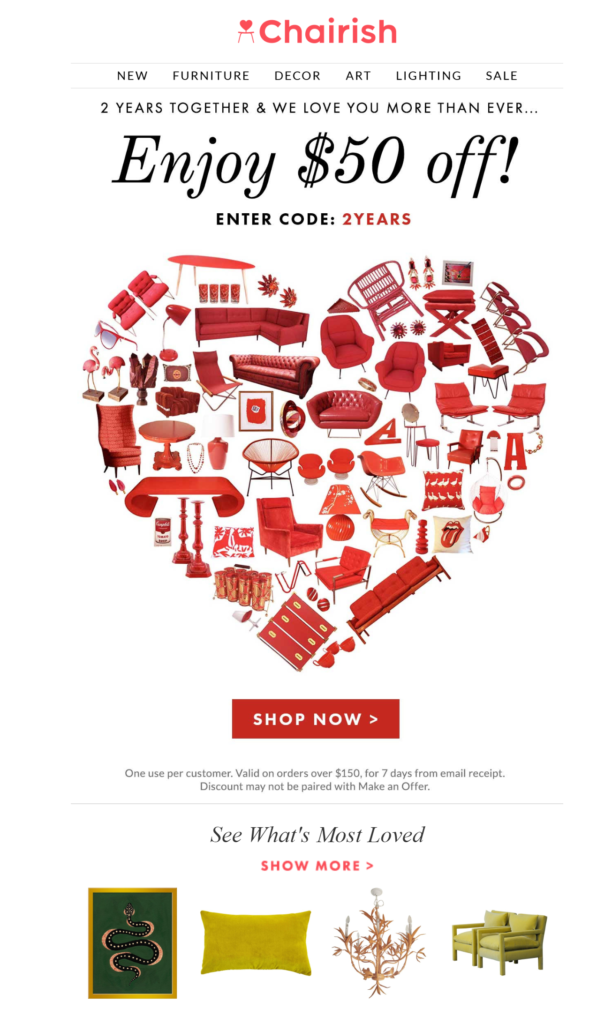 Chairish
NEW FURNITURE DECOR ART LIGHTING SALE
2 YEARS TOGETHER & WE LOVE YOU MORE THAN EVER...
Enjoy $50 off!
ENTER CODE: 2YEARS
A
A
SHOP NOW >
One use per customer. Valid on orders over $150, for 7 days from email receipt.
Discount may not be paired with Make an Offer.
See What's Most Loved
SHOW MORE >